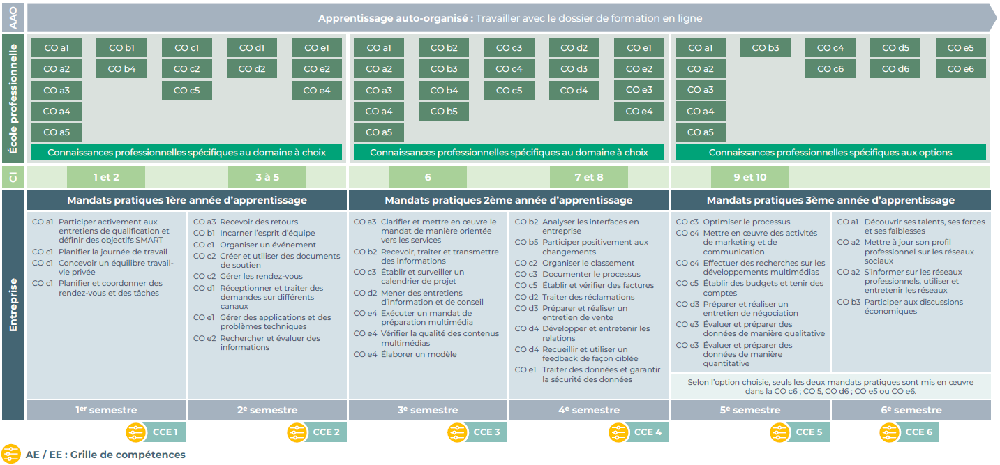 AAO
Apprentissage auto-organisé : Travailler avec le dossier de formation en ligne
École professionnelle
CO a1
CO b1
CO c1
CO d1
CO e1
CO a2
CO b4
CO c2
CO d2
CO e2
CO a3
CO c5
CO e4
CO a4
CO a5
Connaissances professionnelles spécifiques au domaine à choix
CO a1
CO b2
CO c3
CO d2
CO e1
CO a2
CO b3
CO c4
CO d3
CO e2
CO a3
CO b4
CO c5
CO d4
CO e3
CO a4
CO b5
CO e4
CO a5
Connaissances professionnelles spécifiques au domaine à choix
CO a1
CO b3
CO c4
CO d5
CO e5
CO a2
CO c6
CO d6
CO e6
CO a3
CO a4
CO a5
Connaissances professionnelles spécifiques aux options
CI
1 et 2
3 à 5
6
7 et 8
9 et 10
Entreprise
Mandats pratiques 1ère année d'apprentissage
CO a1 Participer activement aux
entretiens de qualification et
définir des objectifs SMART
CO c1 Planifier la journée de travail
CO c1 Concevoir un équilibre travail-
vie privée
CO c1 Planifier et coordonner des
rendez-vous et des tâches
CO a3 Recevoir des retours
CO b1 Incarner l'esprit d'équipe
CO c1 Organiser un événement
CO c2 Créer et utiliser des documents
de soutien
CO c2 Gérer les rendez-vous
CO d1 Réceptionner et traiter des
demandes sur différents
canaux
CO e1 Gérer des applications et des
problèmes techniques
CO e2 Rechercher et évaluer des
informations
Mandats pratiques 2ème année d'apprentissage
CO a3 Clarifier et mettre en œuvre le
mandat de manière orientée
vers les services
CO b2 Recevoir, traiter et transmettre
des informations
CO c3 Établir et surveiller un
calendrier de projet
CO d2 Mener des entretiens
d'information et de conseil
CO e4 Exécuter un mandat de
préparation multimédia
CO e4 Vérifier la qualité des contenus
multimédias
CO e4 Élaborer un modèle
CO b2 Analyser les interfaces en
entreprise
CO b5 Participer positivement aux
changements
CO c2 Organiser le classement
CO c3 Documenter le processus
CO c5 Établir et vérifier des factures
CO d2 Traiter des réclamations
CO d3 Préparer et réaliser un
entretien de vente
CO d4 Développer et entretenir les
relations
CO d4 Recueillir et utiliser un
feedback de façon ciblée
CO e1 Traiter des données et garantir
la sécurité des données
Mandats pratiques 3ème année d'apprentissage
CO c3 Optimiser le processus
CO c4 Mettre en œuvre des activités
de marketing et de
communication
CO c4 Effectuer des recherches sur les
développements multimédias
CO c5 Établir des budgets et tenir des
comptes
CO d3 Préparer et réaliser un
entretien de négociation
CO e3 Évaluer et préparer des
données de manière qualitative
CO e3 Évaluer et préparer des
données de manière
quantitative
CO a1 Découvrir ses talents, ses forces
et ses faiblesses
CO a2 Mettre à jour son profil
professionnel sur les réseaux
sociaux
CO a2 S'informer sur les réseaux
professionnels, utiliser et
entretenir les réseaux
CO b3 Participer aux discussions
économiques
Selon l'option choisie, seuls les deux mandats pratiques sont mis en œuvre
dans la CO c6 ; CO 5, CO d6 ; CO e5 ou CO e6.
1er semestre
2e semestre
3e semestre
4e semestre
5e semestre
6e semestre
CCE 1
CCE 2
CCE 3
CCE 4
CCE 5
CCE 6
AE / EE : Grille de compétences